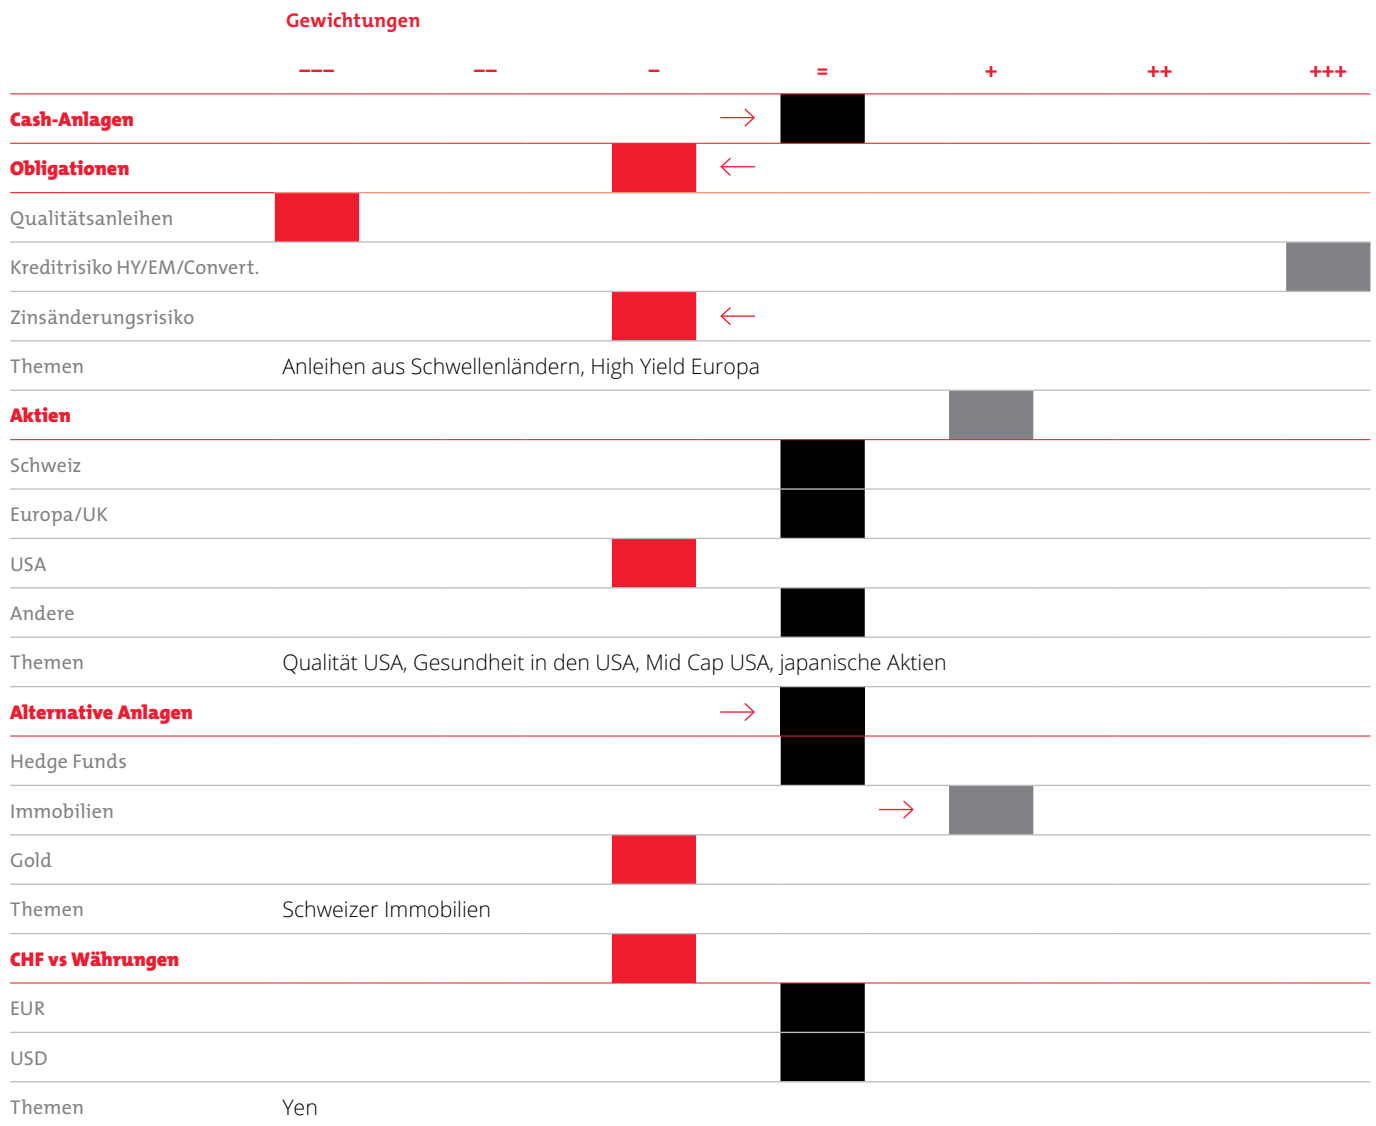 Gewichtungen
––– –– – = + ++ +++
Cash-Anlagen →
Obligationen ←
Qualitätsanleihen
Kreditrisiko HY/EM/Convert.
Zinsänderungsrisiko ←
Themen Anleihen aus Schwellenländern, High Yield Europa
Aktien
Schweiz
Europa/UK
USA
Andere
Themen Qualität USA, Gesundheit in den USA, Mid Cap USA, japanische Aktien
Alternative Anlagen →
Hedge Funds
Immobilien →
Gold
Themen Schweizer Immobilien
CHF vs Währungen
EUR
USD
Themen Yen